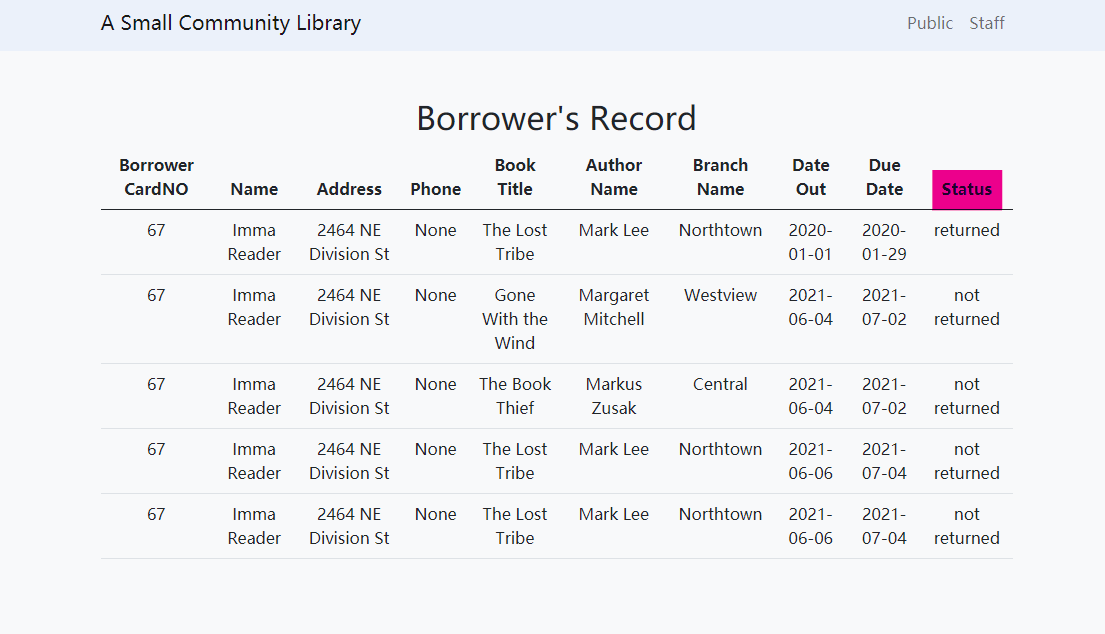 A Small Community Library Public Staff
Borrower's Record
Borrower CardNO Name Address Phone Book Title Author Name Branch Name Date Out Due Date Status
67 Imma Reader 2464 NE Division St None The Lost Tribe Mark Lee Northtown 2020-01-01 2020-01-29 returned
67 Imma Reader 2464 NE Division St None Gone With the Wind Margaret Mitchell Westview 2021-06-04 2021-07-02 not returned
67 Imma Reader 2464 NE Division St None The Book Thief Markus Zusak Central 2021-06-04 2021-07-02 not returned
67 Imma Reader 2464 NE Division St None The Lost Tribe Mark Lee Northtown 2021-06-06 2021-07-04 not returned
67 Imma Reader 2464 NE Division St None The Lost Tribe Mark Lee Northtown 2021-06-06 2021-07-04 not returned